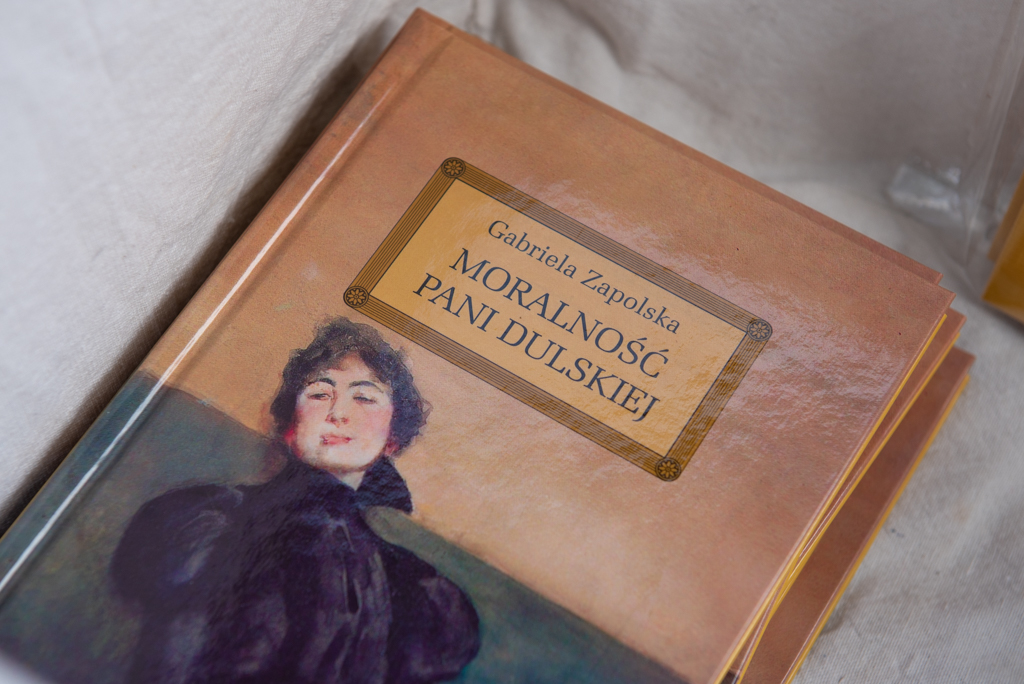 Gabriela Zapolska
MORALNOŚĆ
PANI DULSKIEJ